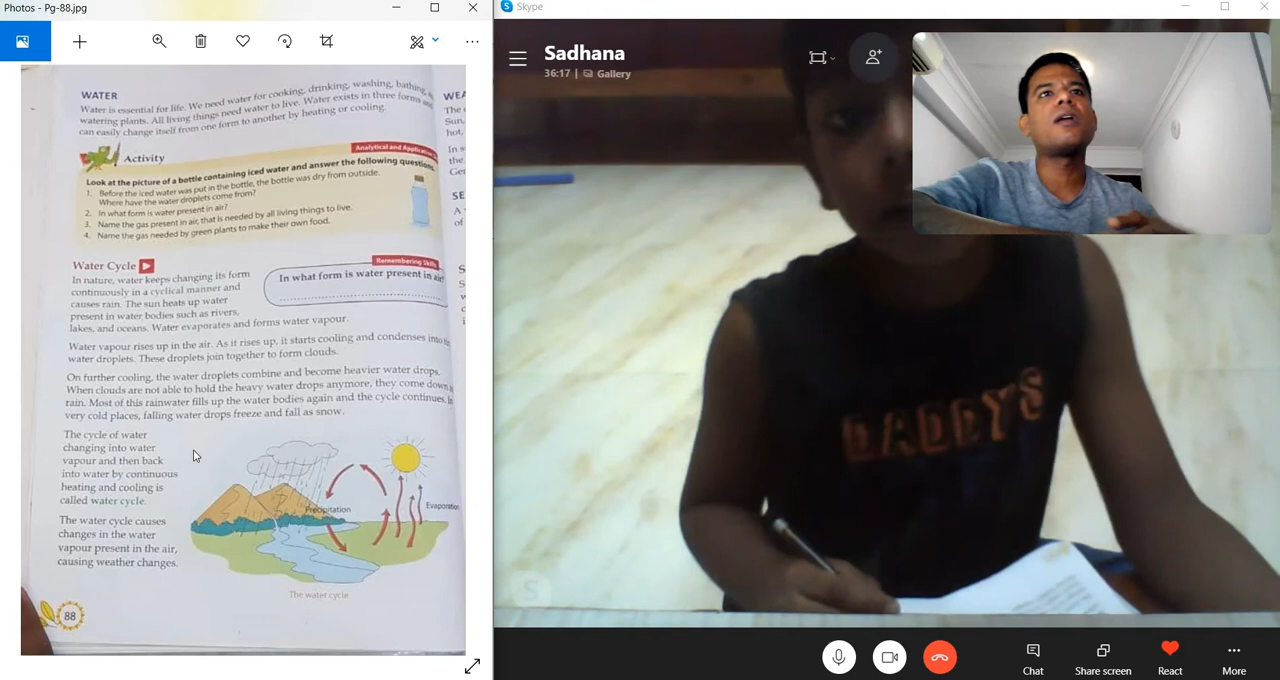 Photos - Pg-88.jpg
WATER
Water is essential for life. We need water for cooking, drinking, washing, bathing,
watering plants. All living things need water to live. Water exists in three forms
can easily change itself from one form to another by heating or cooling.
Analytical and
Activity
Look at the picture of a bottle containing iced water and answer the following questions.
1. Before the iced water was put in the bottle, the bottle was dry from outside.
Where have the water droplets come from?
2. In what form is water present in air?
3. Name the gas present in air, that is needed by all living things to live.
4. Name the gas needed by green plants to make their own food.
Water Cycle
Remembering Skills
In what form is water present in air
In nature, water keeps changing its form
continuously in a cyclical manner and
causes rain. The sun heats up water
present in water bodies such as rivers,
lakes, and oceans. Water evaporates and forms water vapour.
Water vapour rises up in the air. As it rises up, it starts cooling and condenses into
water droplets. These droplets join together to form clouds.
On further cooling, the water droplets combine and become heavier water drops.
When clouds are not able to hold the heavy water drops anymore, they come down
rain. Most of this rainwater fills up the water bodies again and the cycle continues. In
very cold places, falling water drops freeze and fall as snow.
The cycle of water
changing into water
vapour and then back
into water by continuous
heating and cooling is
called water cycle.
The water cycle causes
changes in the water
vapour present in the air,
causing weather changes.
Precipitation
Evaporation
The water cycle
88
WEA
The
Sun,
hot,
In
the
Ger
SE
A
of
Skype
Sadhana
36:17 | Gallery
DADDY'S
Chat
Share screen
React
More